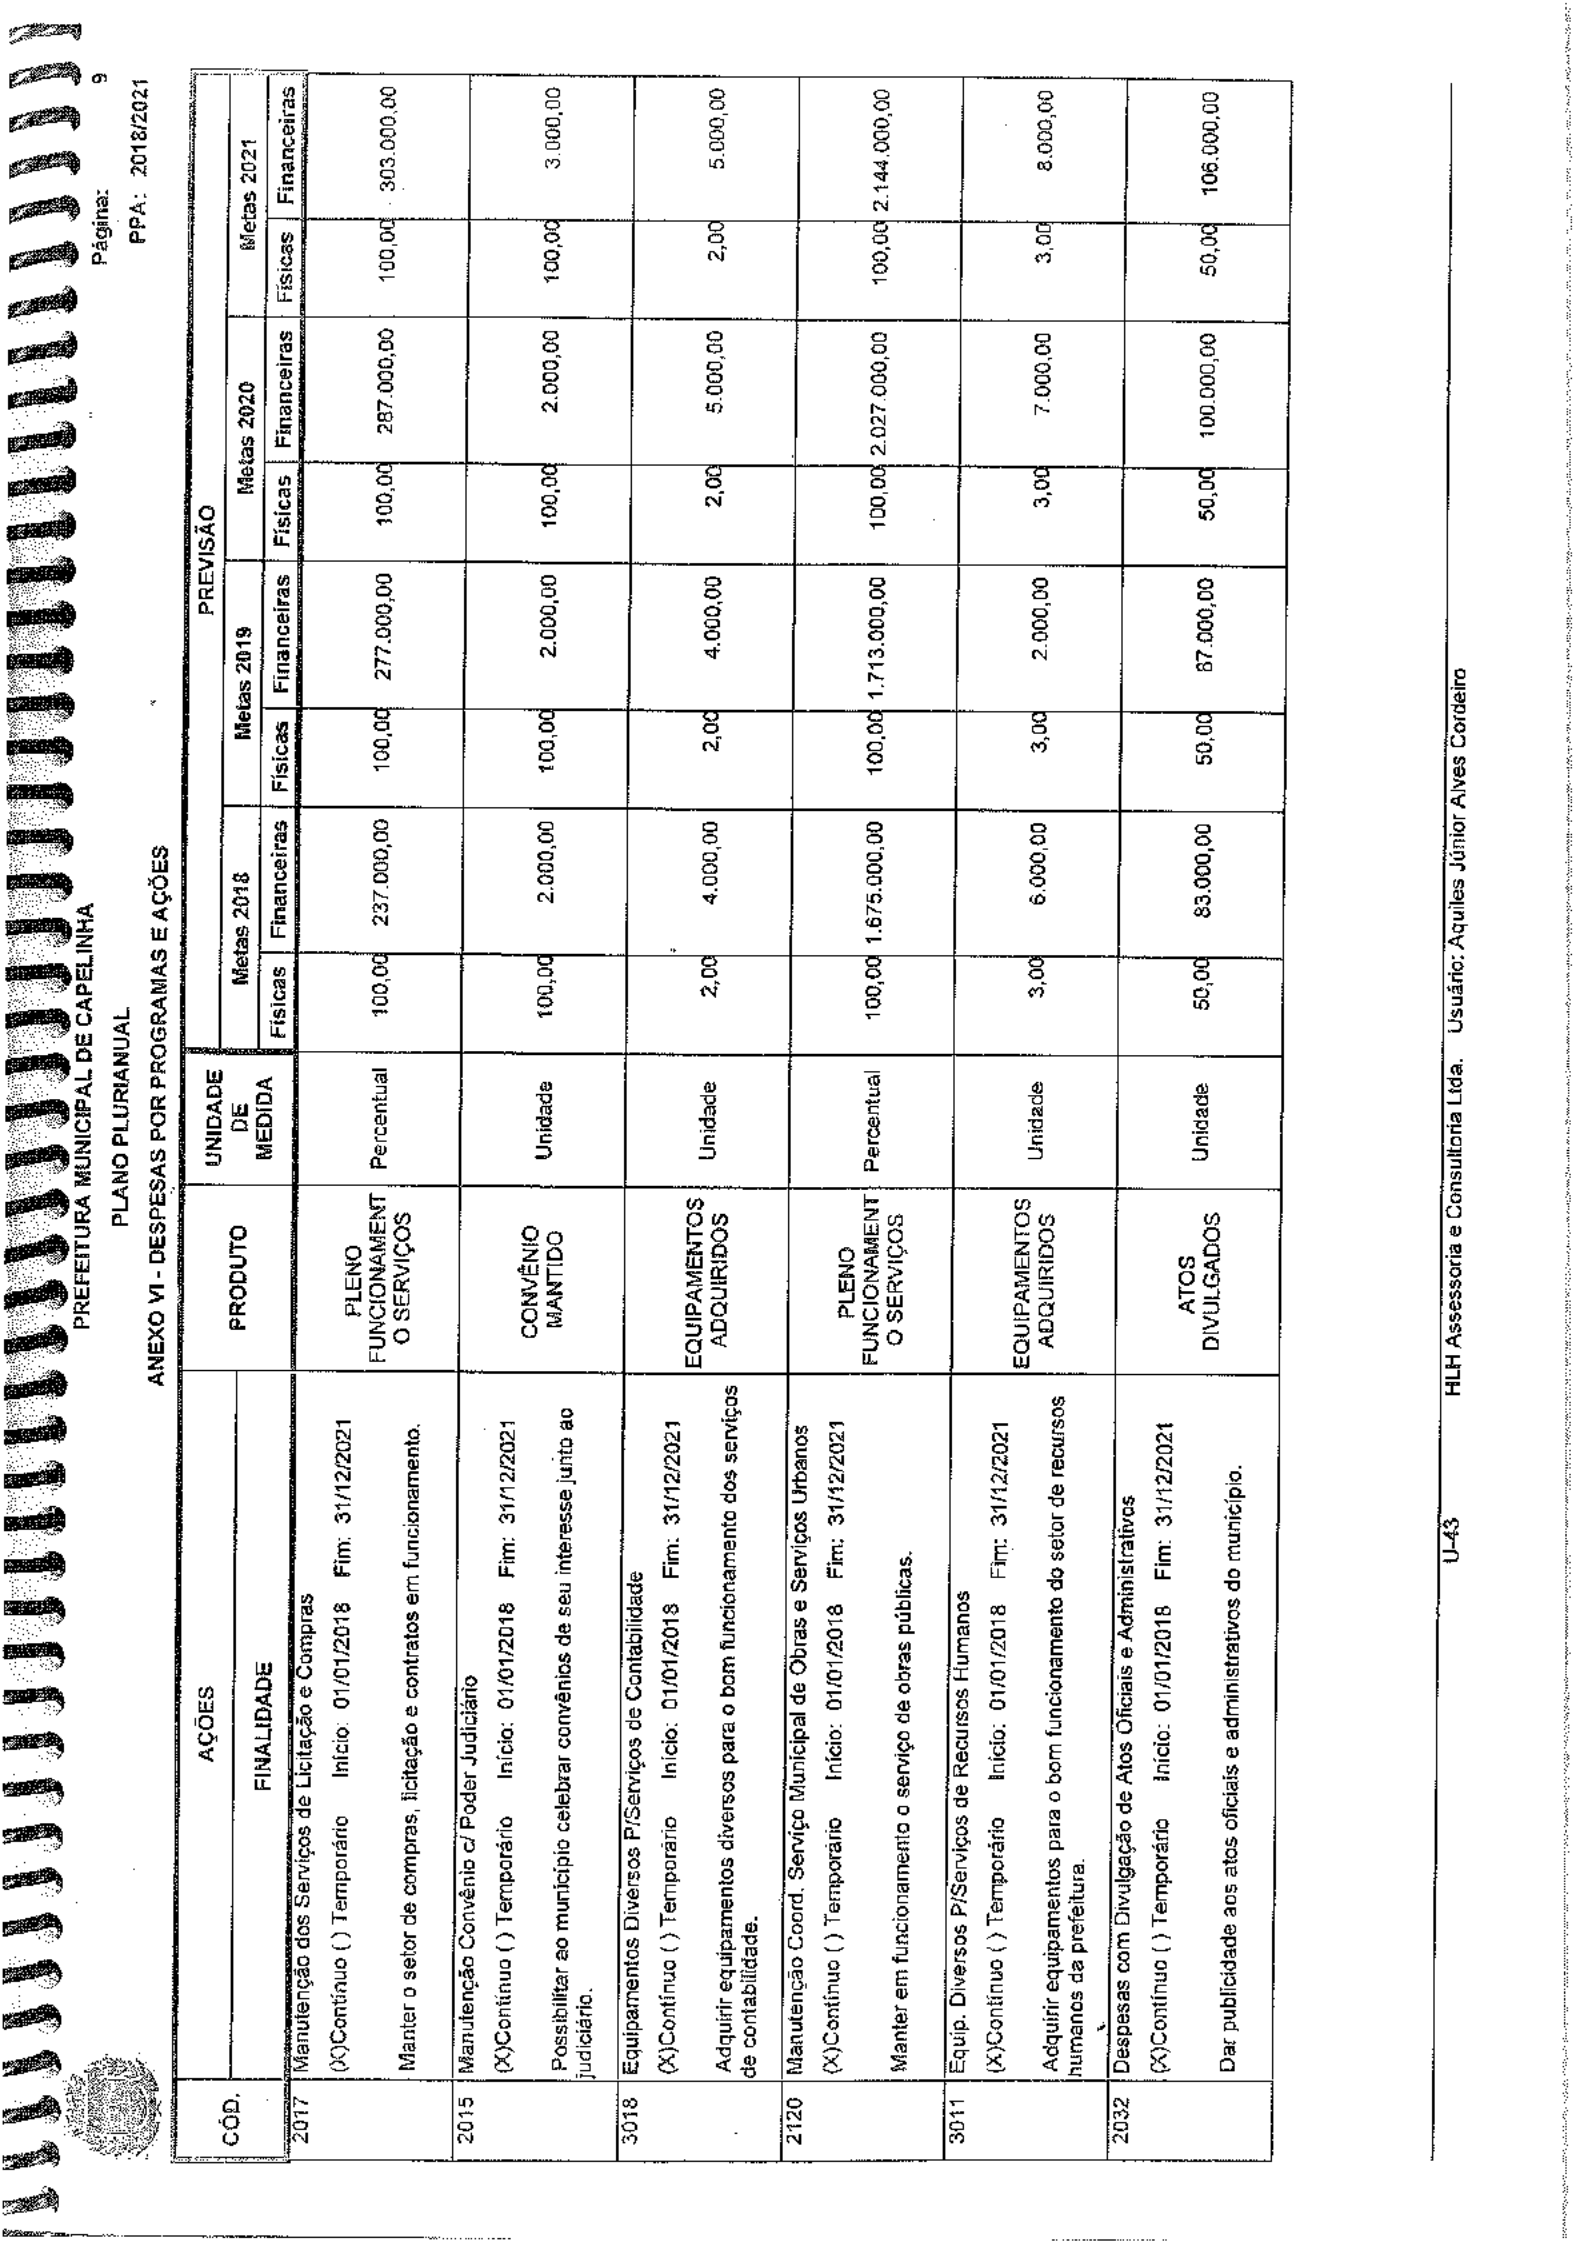 PREFEITURA MUNICIPAL DE CAPELINHA
Página: 9
PLANO PLURIANUAL
PPA: 2018/2021
ANEXO VI - DESPESAS POR PROGRAMAS E AÇÕES
CÓD. AÇÕES PRODUTO UNIDADE DE MEDIDA PREVISÃO
FINALIDADE Metas 2018 Metas 2019 Metas 2020 Metas 2021
Físicas Financeiras Físicas Financeiras Físicas Financeiras Físicas Financeiras
2017 Manutenção dos Serviços de Licitação e Compras
(X)Contínuo ( ) Temporário Início: 01/01/2018 Fim: 31/12/2021
PLENO
FUNCIONAMENT
O SERVIÇOS
Percentual 100,00 237.000,00 100,00 277.000,00 100,00 287.000,00 100,00 303.000,00
Manter o setor de compras, licitação e contratos em funcionamento.
2015 Manutenção Convênio c/ Poder Judiciário
(X)Contínuo ( ) Temporário Início: 01/01/2018 Fim: 31/12/2021
CONVÊNIO
MANTIDO
Unidade 100,00 2.000,00 100,00 2.000,00 100,00 2.000,00 100,00 3.000,00
Possibilitar ao município celebrar convênios de seu interesse junto ao
judiciário.
3018 Equipamentos Diversos P/Serviços de Contabilidade
(X)Contínuo ( ) Temporário Início: 01/01/2018 Fim: 31/12/2021
EQUIPAMENTOS
ADQUIRIDOS
Unidade 2,00 4.000,00 2,00 4.000,00 2,00 5.000,00 2,00 5.000,00
Adquirir equipamentos diversos para o bom funcionamento dos serviços
de contabilidade.
2120 Manutenção Coord. Serviço Municipal de Obras e Serviços Urbanos
(X)Contínuo ( ) Temporário Início: 01/01/2018 Fim: 31/12/2021
PLENO
FUNCIONAMENT
O SERVIÇOS
Percentual 100,00 1.675.000,00 100,00 1.713.000,00 100,00 2.027.000,00 100,00 2.144.000,00
Manter em funcionamento o serviço de obras públicas.
3011 Equip. Diversos P/Serviços de Recursos Humanos
(X)Contínuo ( ) Temporário Início: 01/01/2018 Fim: 31/12/2021
EQUIPAMENTOS
ADQUIRIDOS
Unidade 3,00 6.000,00 3,00 2.000,00 3,00 7.000,00 3,00 8.000,00
Adquirir equipamentos para o bom funcionamento do setor de recursos
humanos da prefeitura.
2032 Despesas com Divulgação de Atos Oficiais e Administrativos
(X)Contínuo ( ) Temporário Início: 01/01/2018 Fim: 31/12/2021
ATOS
DIVULGADOS
Unidade 50,00 83.000,00 50,00 87.000,00 50,00 100.000,00 50,00 106.000,00
Dar publicidade aos atos oficiais e administrativos do município.
U-43 HLH Assessoria e Consultoria Ltda. Usuário: Aquiles Júnior Alves Cordeiro